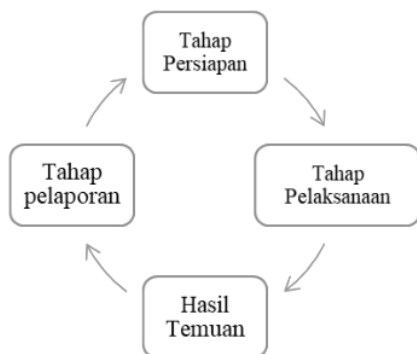 Tahap
Persiapan
Tahap
Pelaksanaan
Hasil
Temuan
Tahap
pelaporan